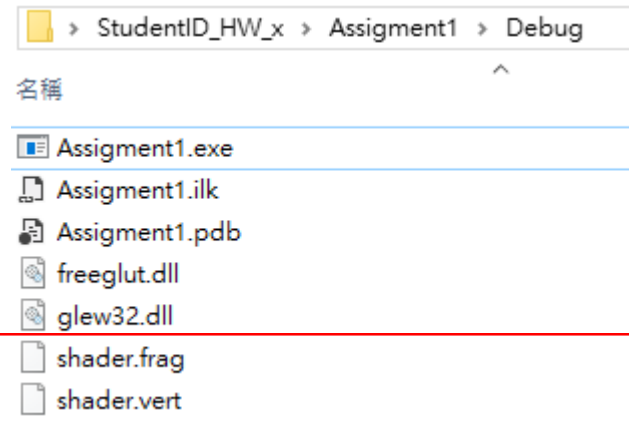 StudentID_HW_x > Assigment1 > Debug
名稱
Assigment1.exe
Assigment1.ilk
Assigment1.pdb
freeglut.dll
glew32.dll
shader.frag
shader.vert